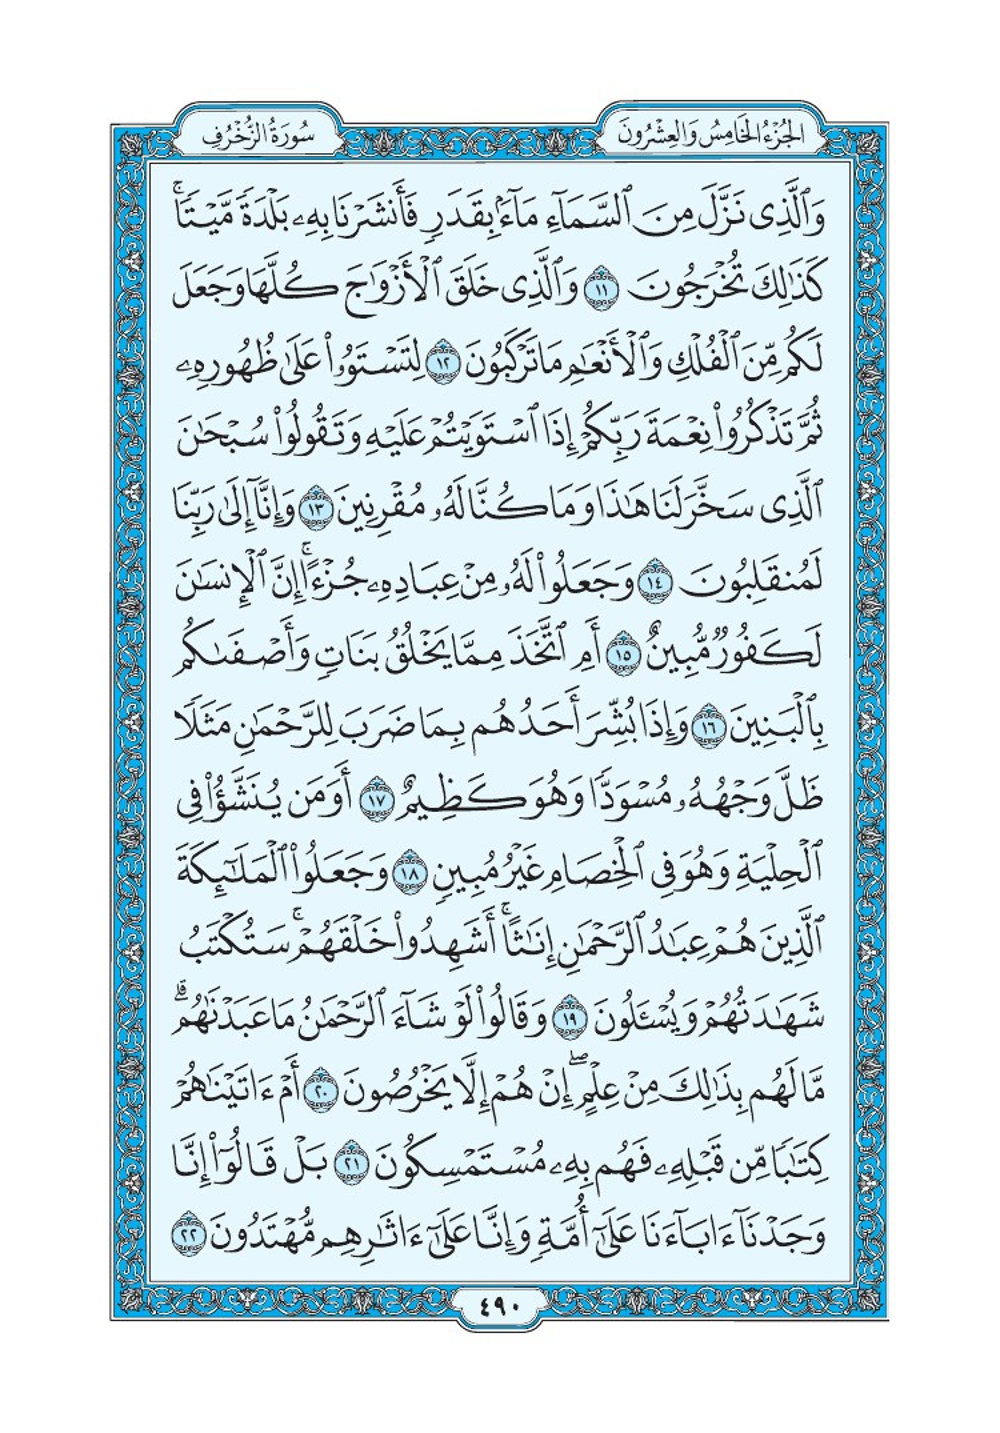 الجُزْءُ الخَامِسُ وَالعِشْرُونَ
سُورَةُ الزُّخْرُفِ
وَٱلَّذِى نَزَّلَ مِنَ ٱلسَّمَآءِ مَآءًۢ بِقَدَرٍ فَأَنشَرْنَا بِهِۦ بَلْدَةً مَّيْتًاۚ
كَذَٰلِكَ تُخْرَجُونَ ١١ وَٱلَّذِى خَلَقَ ٱلْأَزْوَٰجَ كُلَّهَا وَجَعَلَ
لَكُم مِّنَ ٱلْفُلْكِ وَٱلْأَنْعَٰمِ مَا تَرْكَبُونَ ١٢ لِتَسْتَوُۥا۟ عَلَىٰ ظُهُورِهِۦ
ثُمَّ تَذْكُرُوا۟ نِعْمَةَ رَبِّكُمْ إِذَا ٱسْتَوَيْتُمْ عَلَيْهِ وَتَقُولُوا۟ سُبْحَٰنَ
ٱلَّذِى سَخَّرَ لَنَا هَٰذَا وَمَا كُنَّا لَهُۥ مُقْرِنِينَ ١٣ وَإِنَّآ إِلَىٰ رَبِّنَا
لَمُنقَلِبُونَ ١٤ وَجَعَلُوا۟ لَهُۥ مِنْ عِبَادِهِۦ جُزْءًاۚ إِنَّ ٱلْإِنسَٰنَ
لَكَفُورٌ مُّبِينٌ ١٥ أَمِ ٱتَّخَذَ مِمَّا يَخْلُقُ بَنَاتٍ وَأَصْفَىٰكُم
بِٱلْبَنِينَ ١٦ وَإِذَا بُشِّرَ أَحَدُهُم بِمَا ضَرَبَ لِلرَّحْمَٰنِ مَثَلًا
ظَلَّ وَجْهُهُۥ مُسْوَدًّا وَهُوَ كَظِيمٌ ١٧ أَوَمَن يُنَشَّؤُا۟ فِى
ٱلْحِلْيَةِ وَهُوَ فِى ٱلْخِصَامِ غَيْرُ مُبِينٍ ١٨ وَجَعَلُوا۟ ٱلْمَلَٰٓئِكَةَ
ٱلَّذِينَ هُمْ عِبَٰدُ ٱلرَّحْمَٰنِ إِنَٰثًاۚ أَشَهِدُوا۟ خَلْقَهُمْۚ سَتُكْتَبُ
شَهَٰدَتُهُمْ وَيُسْـَٔلُونَ ١٩ وَقَالُوا۟ لَوْ شَآءَ ٱلرَّحْمَٰنُ مَا عَبَدْنَٰهُمۗ
مَّا لَهُم بِذَٰلِكَ مِنْ عِلْمٍۖ إِنْ هُمْ إِلَّا يَخْرُصُونَ ٢٠ أَمْ ءَاتَيْنَٰهُمْ
كِتَٰبًا مِّن قَبْلِهِۦ فَهُم بِهِۦ مُسْتَمْسِكُونَ ٢١ بَلْ قَالُوٓا۟ إِنَّا
وَجَدْنَآ ءَابَآءَنَا عَلَىٰٓ أُمَّةٍ وَإِنَّا عَلَىٰٓ ءَاثَٰرِهِم مُّهْتَدُونَ ٢٢
٤٩٠